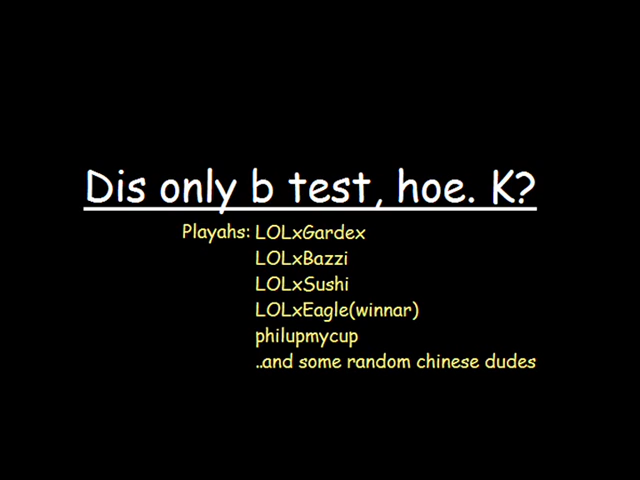 Dis only b test, hoe. K?
Playahs: LOLxGardex
LOLxBazzi
LOLxSushi
LOLxEagle(winnar)
philupmycup
..and some random chinese dudes